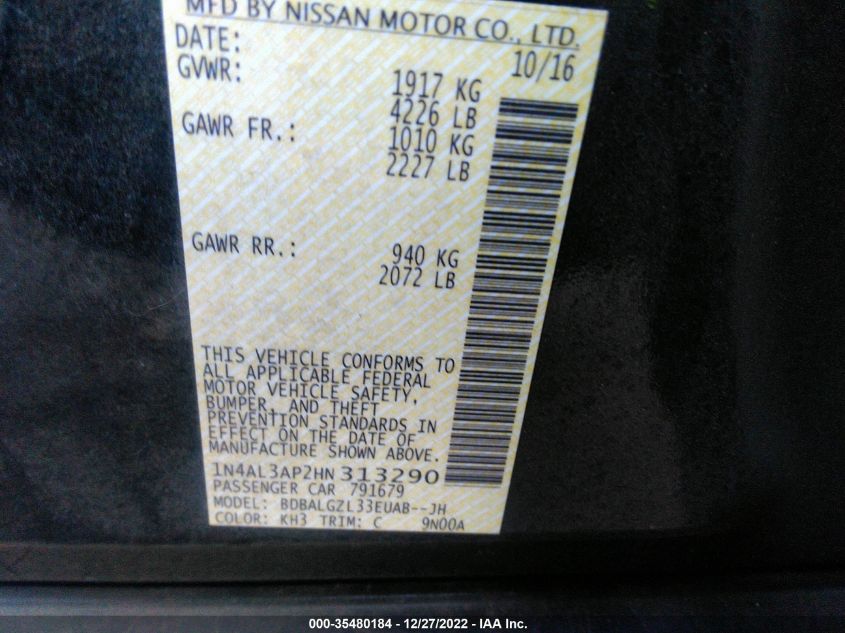 MFD BY NISSAN MOTOR CO., LTD.
DATE: 10/16
GVWR: 1917 KG
4226 LB
GAWR FR.: 1010 KG
2227 LB
GAWR RR.: 940 KG
2072 LB
THIS VEHICLE CONFORMS TO
ALL APPLICABLE FEDERAL
MOTOR VEHICLE SAFETY,
BUMPER, AND THEFT
PREVENTION STANDARDS IN
EFFECT ON THE DATE OF
MANUFACTURE SHOWN ABOVE.
1N4AL3AP2HN 313290
PASSENGER CAR 791679
MODEL: BDBALGZL33EUAB--JH
COLOR: KH3 TRIM: C 9N00A
000-35480184 - 12/27/2022 - IAA Inc.